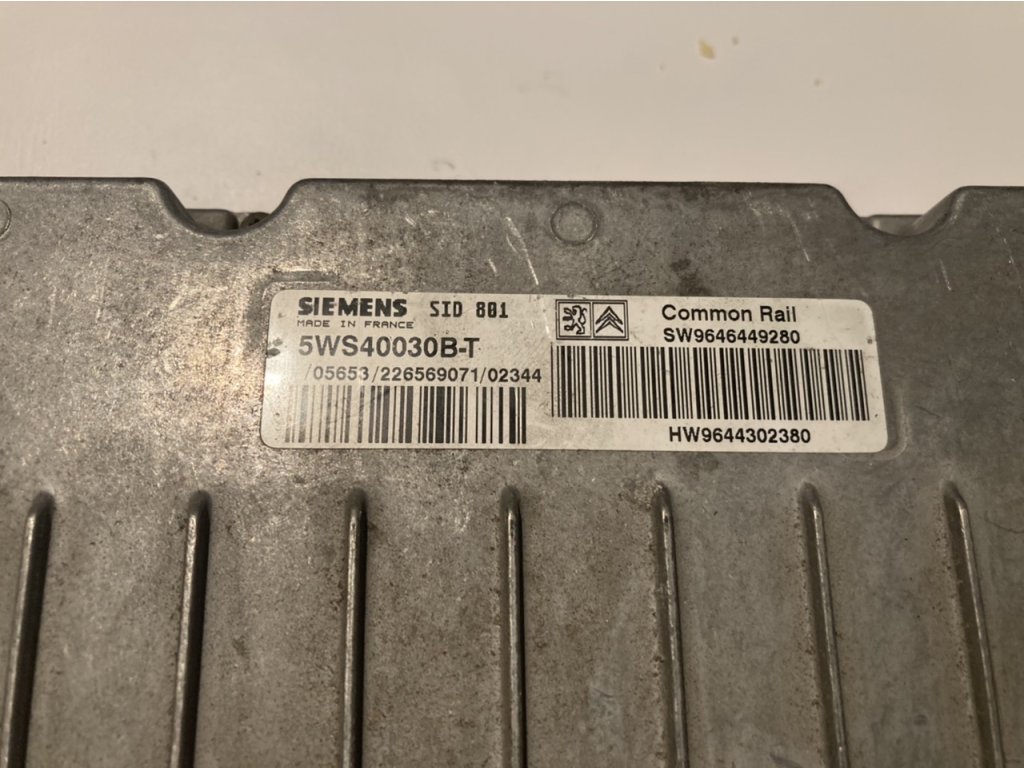 SIEMENS SID 801
MADE IN FRANCE
5WS40030B-T
/05653/226569071/02344
Common Rail
SW9646449280
HW9644302380